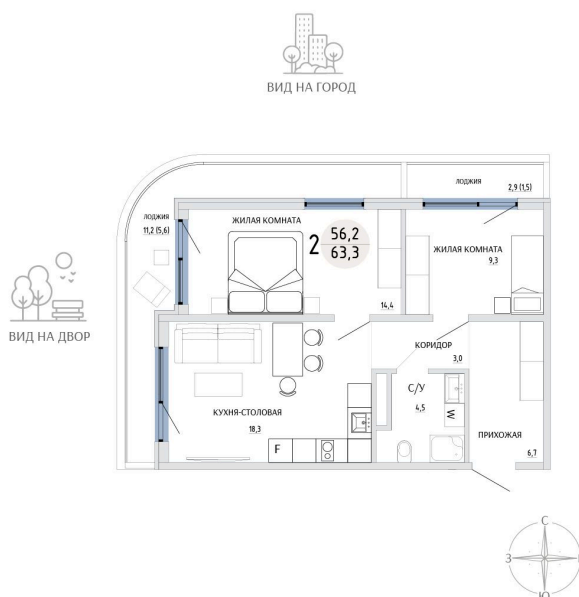 ВИД НА ГОРОД
ЛОДЖИЯ
2,9 (1,5)
ЛОДЖИЯ
11,2 (5,6)
ЖИЛАЯ КОМНАТА
2
56,2
63,3
14,4
ЖИЛАЯ КОМНАТА
9,3
ВИД НА ДВОР
КОРИДОР
3,0
С/У
4,5
W
КУХНЯ-СТОЛОВАЯ
18,3
F
ПРИХОЖАЯ
6,7
С
З
Ю